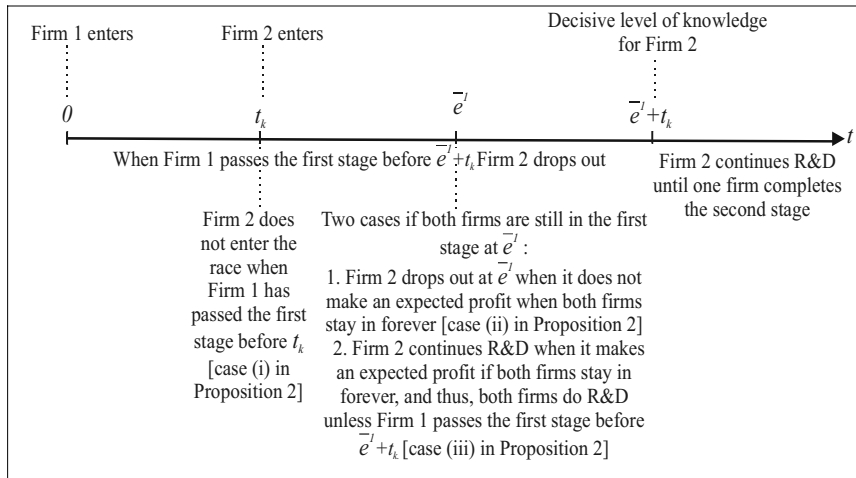 Firm 1 enters
Firm 2 enters
Decisive level of knowledge
for Firm 2
0
tₖ
e̅¹
e̅¹+tₖ
t
When Firm 1 passes the first stage before e̅¹+tₖ Firm 2 drops out
Firm 2 continues R&D
until one firm completes
the second stage
Firm 2 does
not enter the
race when
Firm 1 has
passed the first
stage before tₖ
[case (i) in
Proposition 2]
Two cases if both firms are still in the first
stage at e̅¹ :
1. Firm 2 drops out at e̅¹ when it does not
make an expected profit when both firms
stay in forever [case (ii) in Proposition 2]
2. Firm 2 continues R&D when it makes
an expected profit if both firms stay in
forever, and thus, both firms do R&D
unless Firm 1 passes the first stage before
e̅¹+tₖ [case (iii) in Proposition 2]